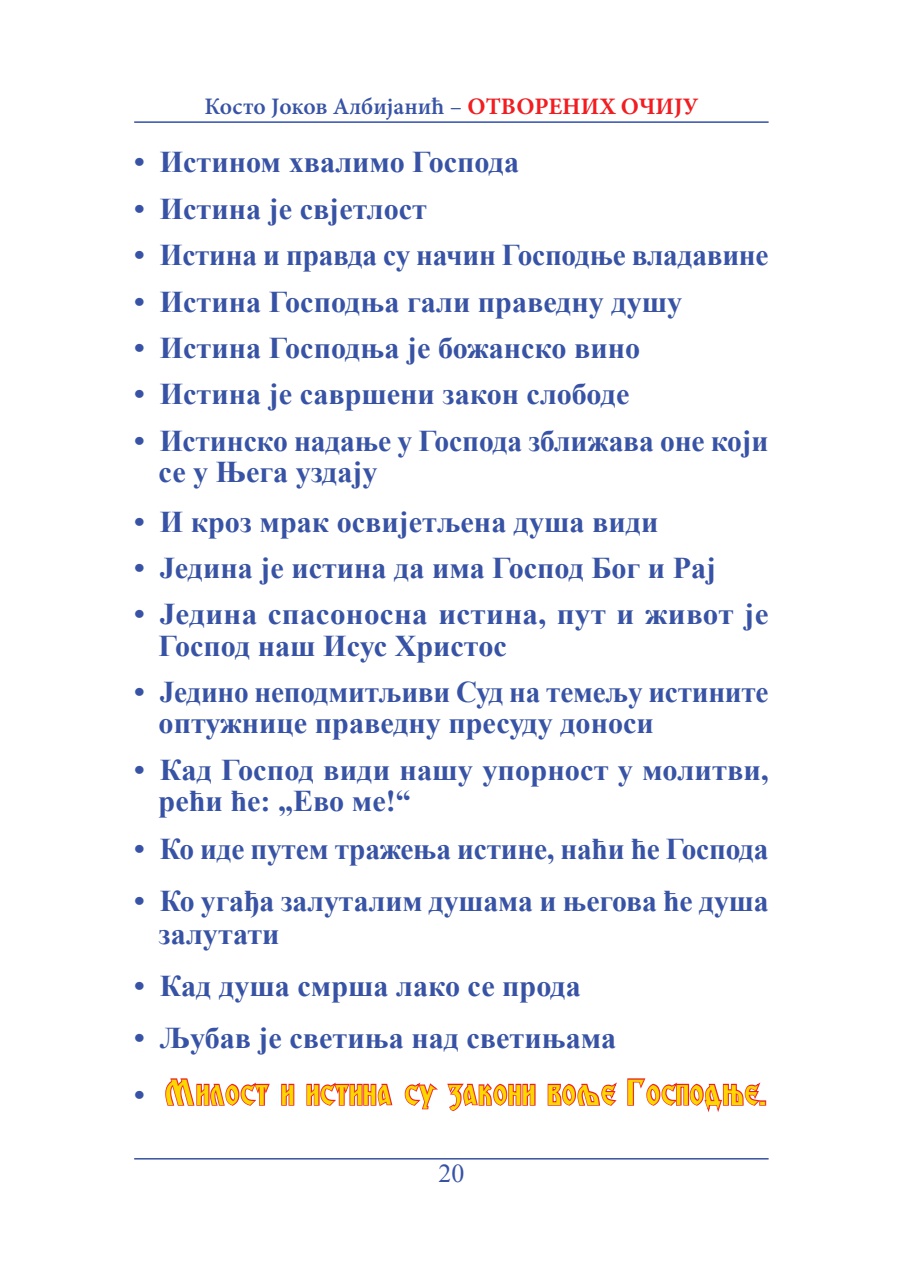 Косто Јоков Албијанић – ОТВОРЕНИХ ОЧИЈУ
• Истином хвалимо Господа
• Истина је свјетлост
• Истина и правда су начин Господње владавине
• Истина Господња гали праведну душу
• Истина Господња је божанско вино
• Истина је савршени закон слободе
• Истинско надање у Господа зближава оне који
се у Њега уздају
• И кроз мрак освијетљена душа види
• Једина је истина да има Господ Бог и Рај
• Једина спасоносна истина, пут и живот је
Господ наш Исус Христос
• Једино неподмитљиви Суд на темељу истините
оптужнице праведну пресуду доноси
• Кад Господ види нашу упорност у молитви,
рећи ће: „Ево ме!“
• Ко иде путем тражења истине, наћи ће Господа
• Ко угађа залуталим душама и његова ће душа
залутати
• Кад душа смрша лако се прода
• Љубав је светиња над светињама
• Милост и истина су закони воље Господње.
20